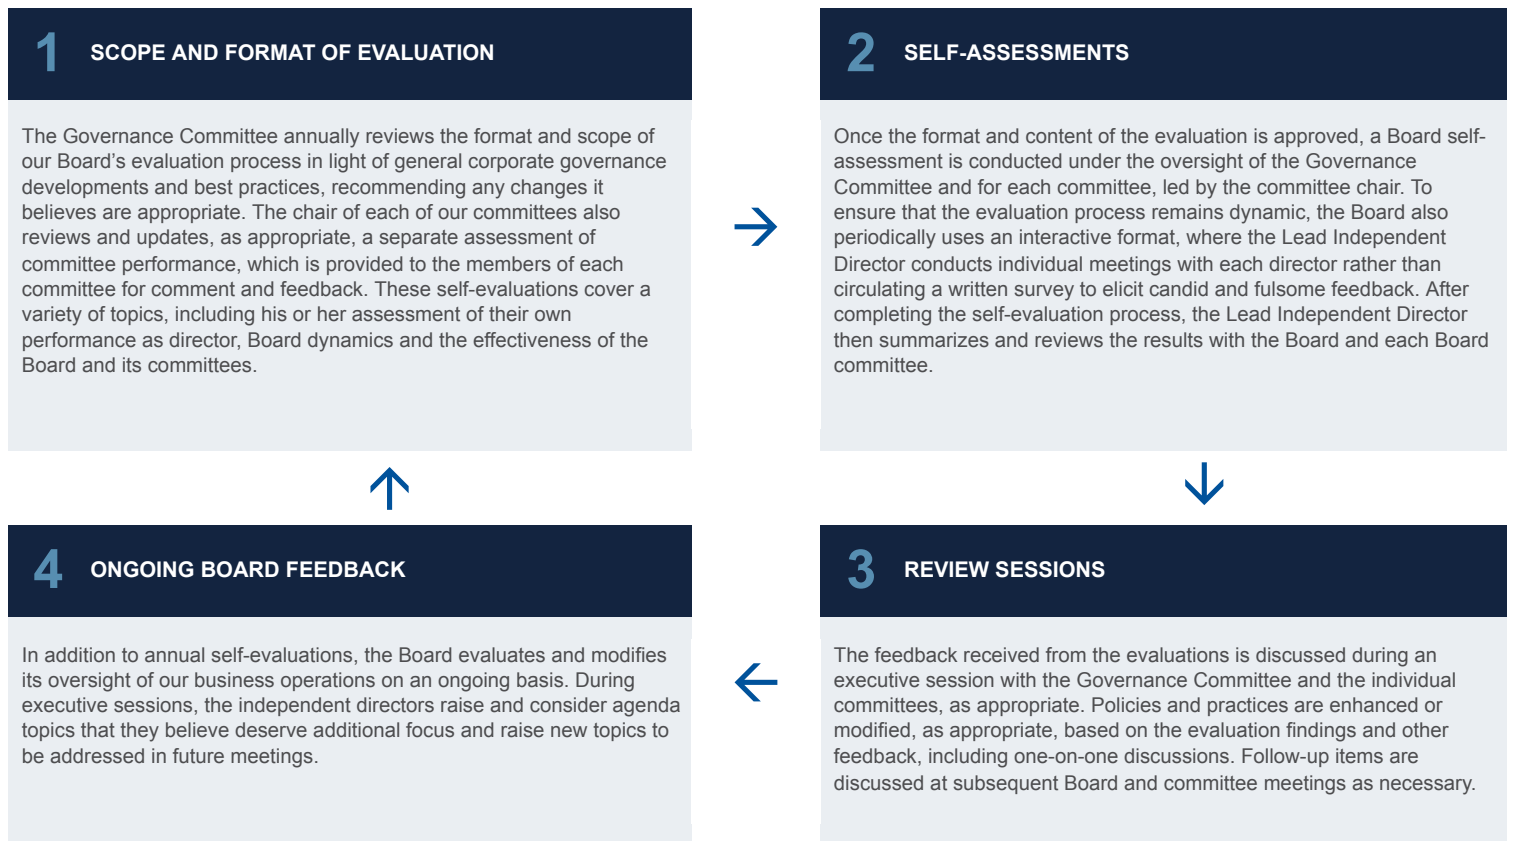 1 SCOPE AND FORMAT OF EVALUATION
The Governance Committee annually reviews the format and scope of
our Board’s evaluation process in light of general corporate governance
developments and best practices, recommending any changes it
believes are appropriate. The chair of each of our committees also
reviews and updates, as appropriate, a separate assessment of
committee performance, which is provided to the members of each
committee for comment and feedback. These self-evaluations cover a
variety of topics, including his or her assessment of their own
performance as director, Board dynamics and the effectiveness of the
Board and its committees.
2 SELF-ASSESSMENTS
Once the format and content of the evaluation is approved, a Board self-
assessment is conducted under the oversight of the Governance
Committee and for each committee, led by the committee chair. To
ensure that the evaluation process remains dynamic, the Board also
periodically uses an interactive format, where the Lead Independent
Director conducts individual meetings with each director rather than
circulating a written survey to elicit candid and fulsome feedback. After
completing the self-evaluation process, the Lead Independent Director
then summarizes and reviews the results with the Board and each Board
committee.
3 REVIEW SESSIONS
The feedback received from the evaluations is discussed during an
executive session with the Governance Committee and the individual
committees, as appropriate. Policies and practices are enhanced or
modified, as appropriate, based on the evaluation findings and other
feedback, including one-on-one discussions. Follow-up items are
discussed at subsequent Board and committee meetings as necessary.
4 ONGOING BOARD FEEDBACK
In addition to annual self-evaluations, the Board evaluates and modifies
its oversight of our business operations on an ongoing basis. During
executive sessions, the independent directors raise and consider agenda
topics that they believe deserve additional focus and raise new topics to
be addressed in future meetings.